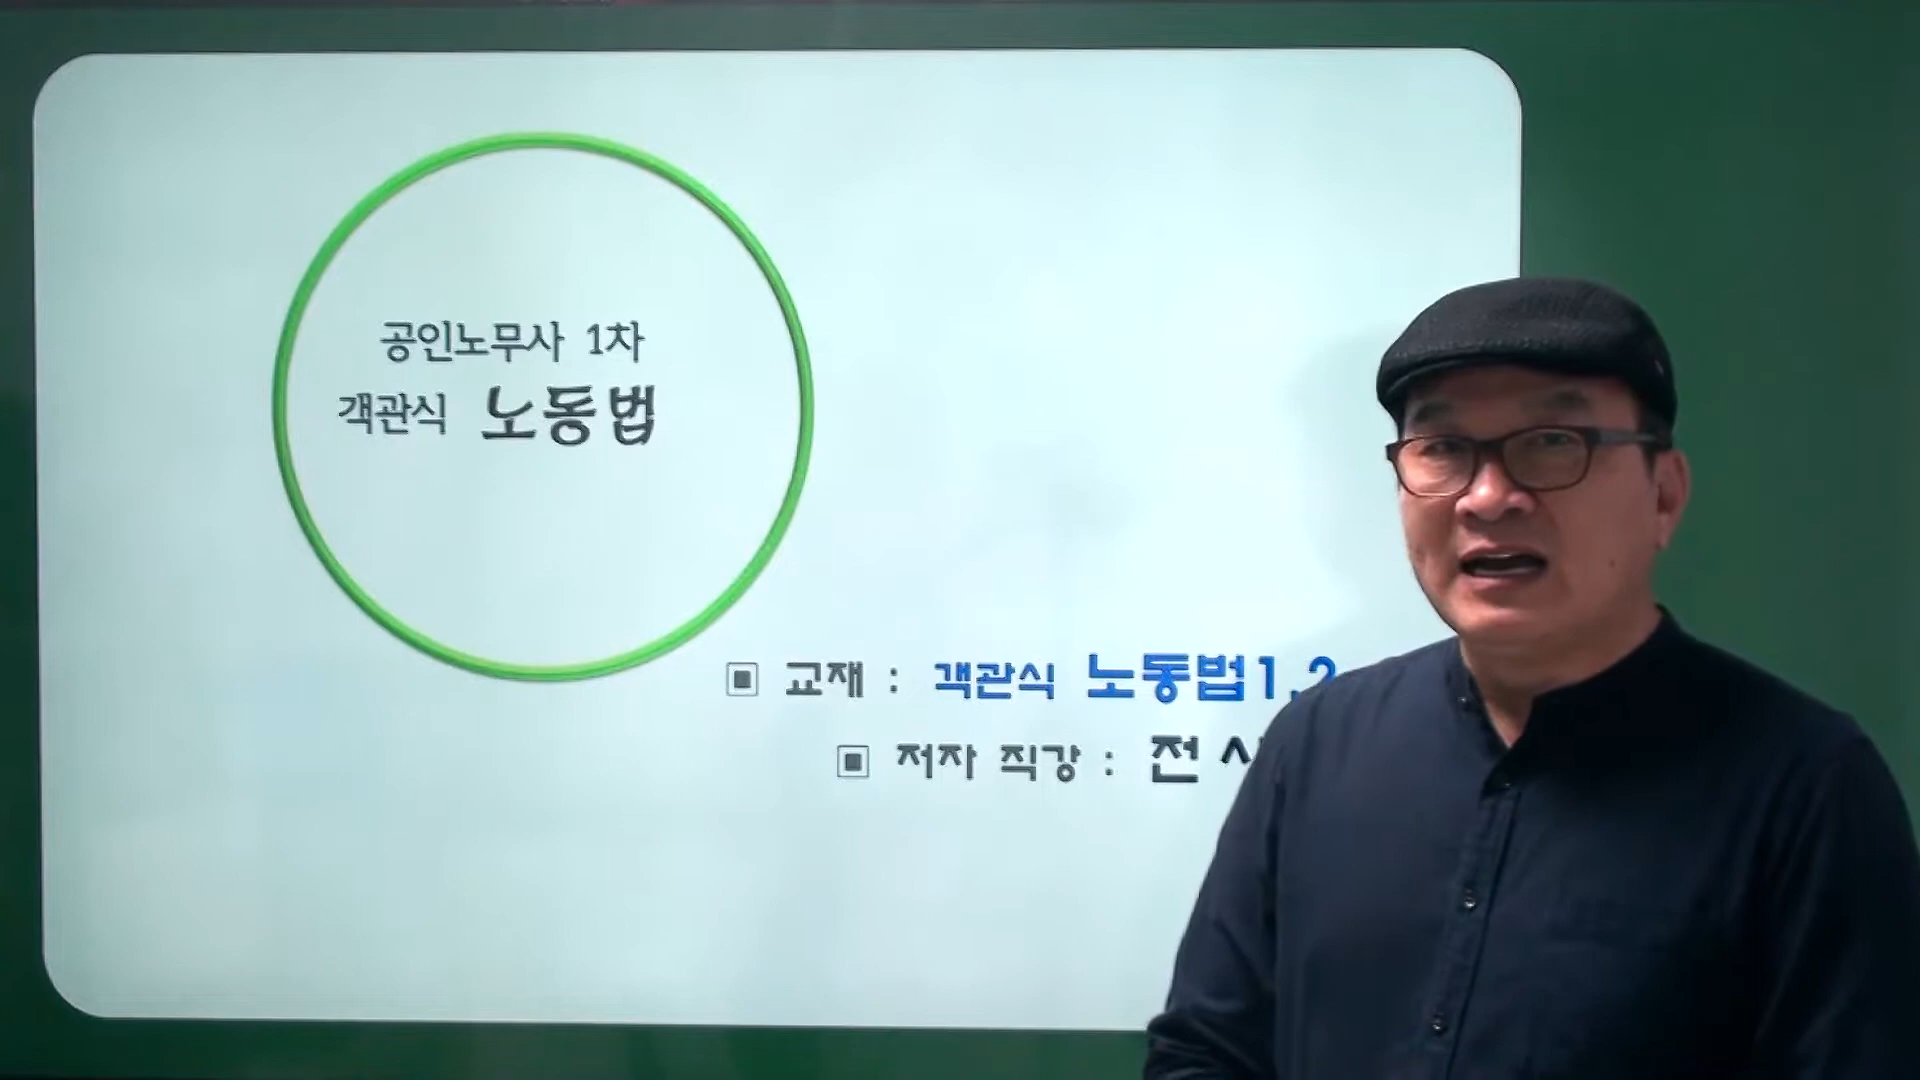 공인노무사 1차
객관식 노동법
▣ 교재 : 객관식 노동법1,2
▣ 저자 직강 : 전